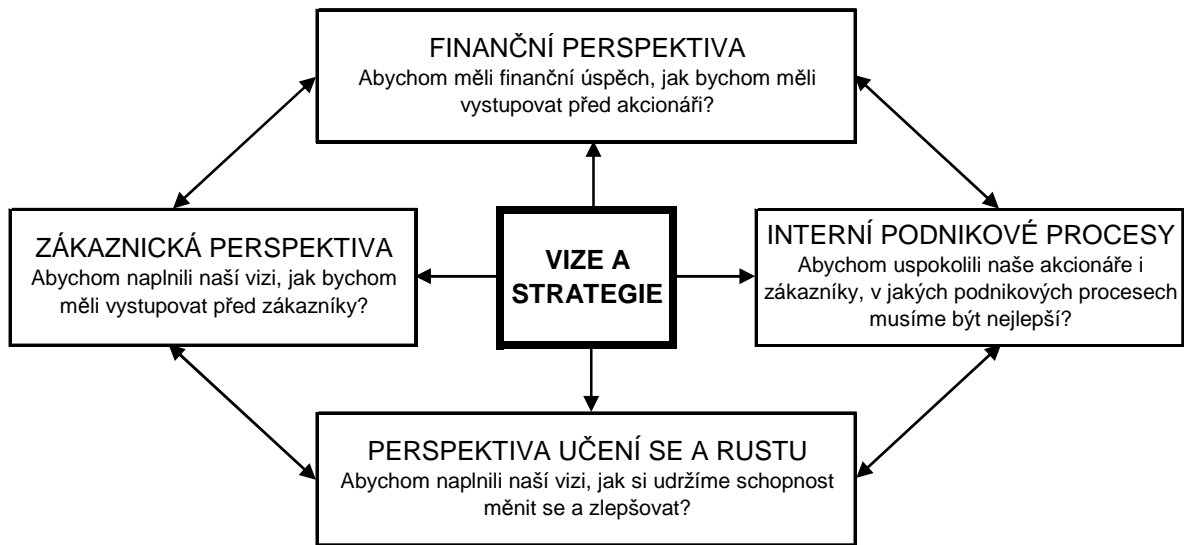 FINANČNÍ PERSPEKTIVA
Abychom měli finanční úspěch, jak bychom měli
vystupovat před akcionáři?
ZÁKAZNICKÁ PERSPEKTIVA
Abychom naplnili naší vizi, jak bychom
měli vystupovat před zákazníky?
VIZE A
STRATEGIE
INTERNÍ PODNIKOVÉ PROCESY
Abychom uspokolili naše akcionáře i
zákazníky, v jakých podnikových procesech
musíme být nejlepší?
PERSPEKTIVA UČENÍ SE A RUSTU
Abychom naplnili naší vizi, jak si udržíme schopnost
měnit se a zlepšovat?